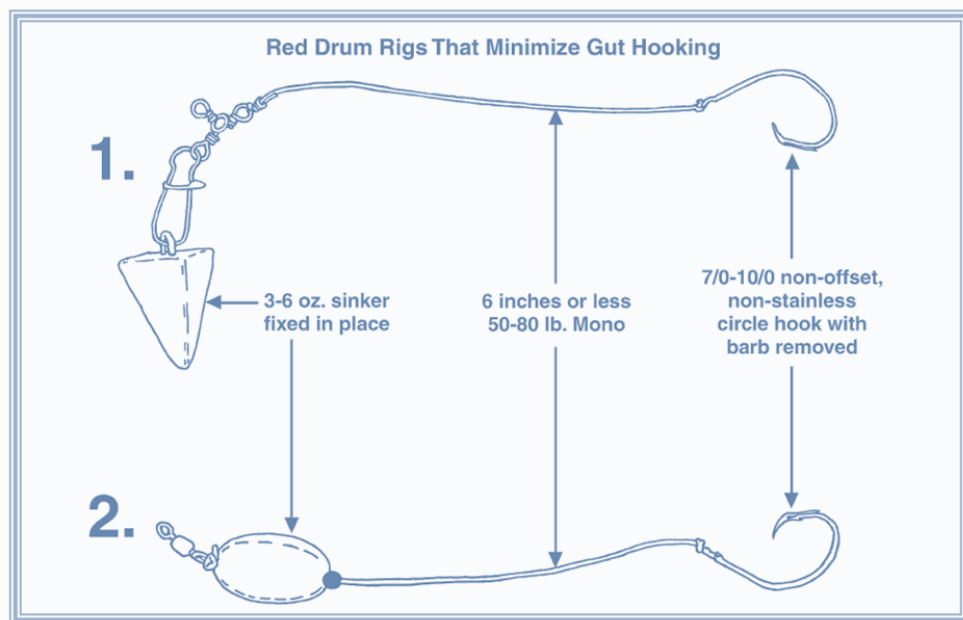 Red Drum Rigs That Minimize Gut Hooking
1.
3-6 oz. sinker
fixed in place
6 inches or less
50-80 lb. Mono
7/0-10/0 non-offset,
non-stainless
circle hook with
barb removed
2.